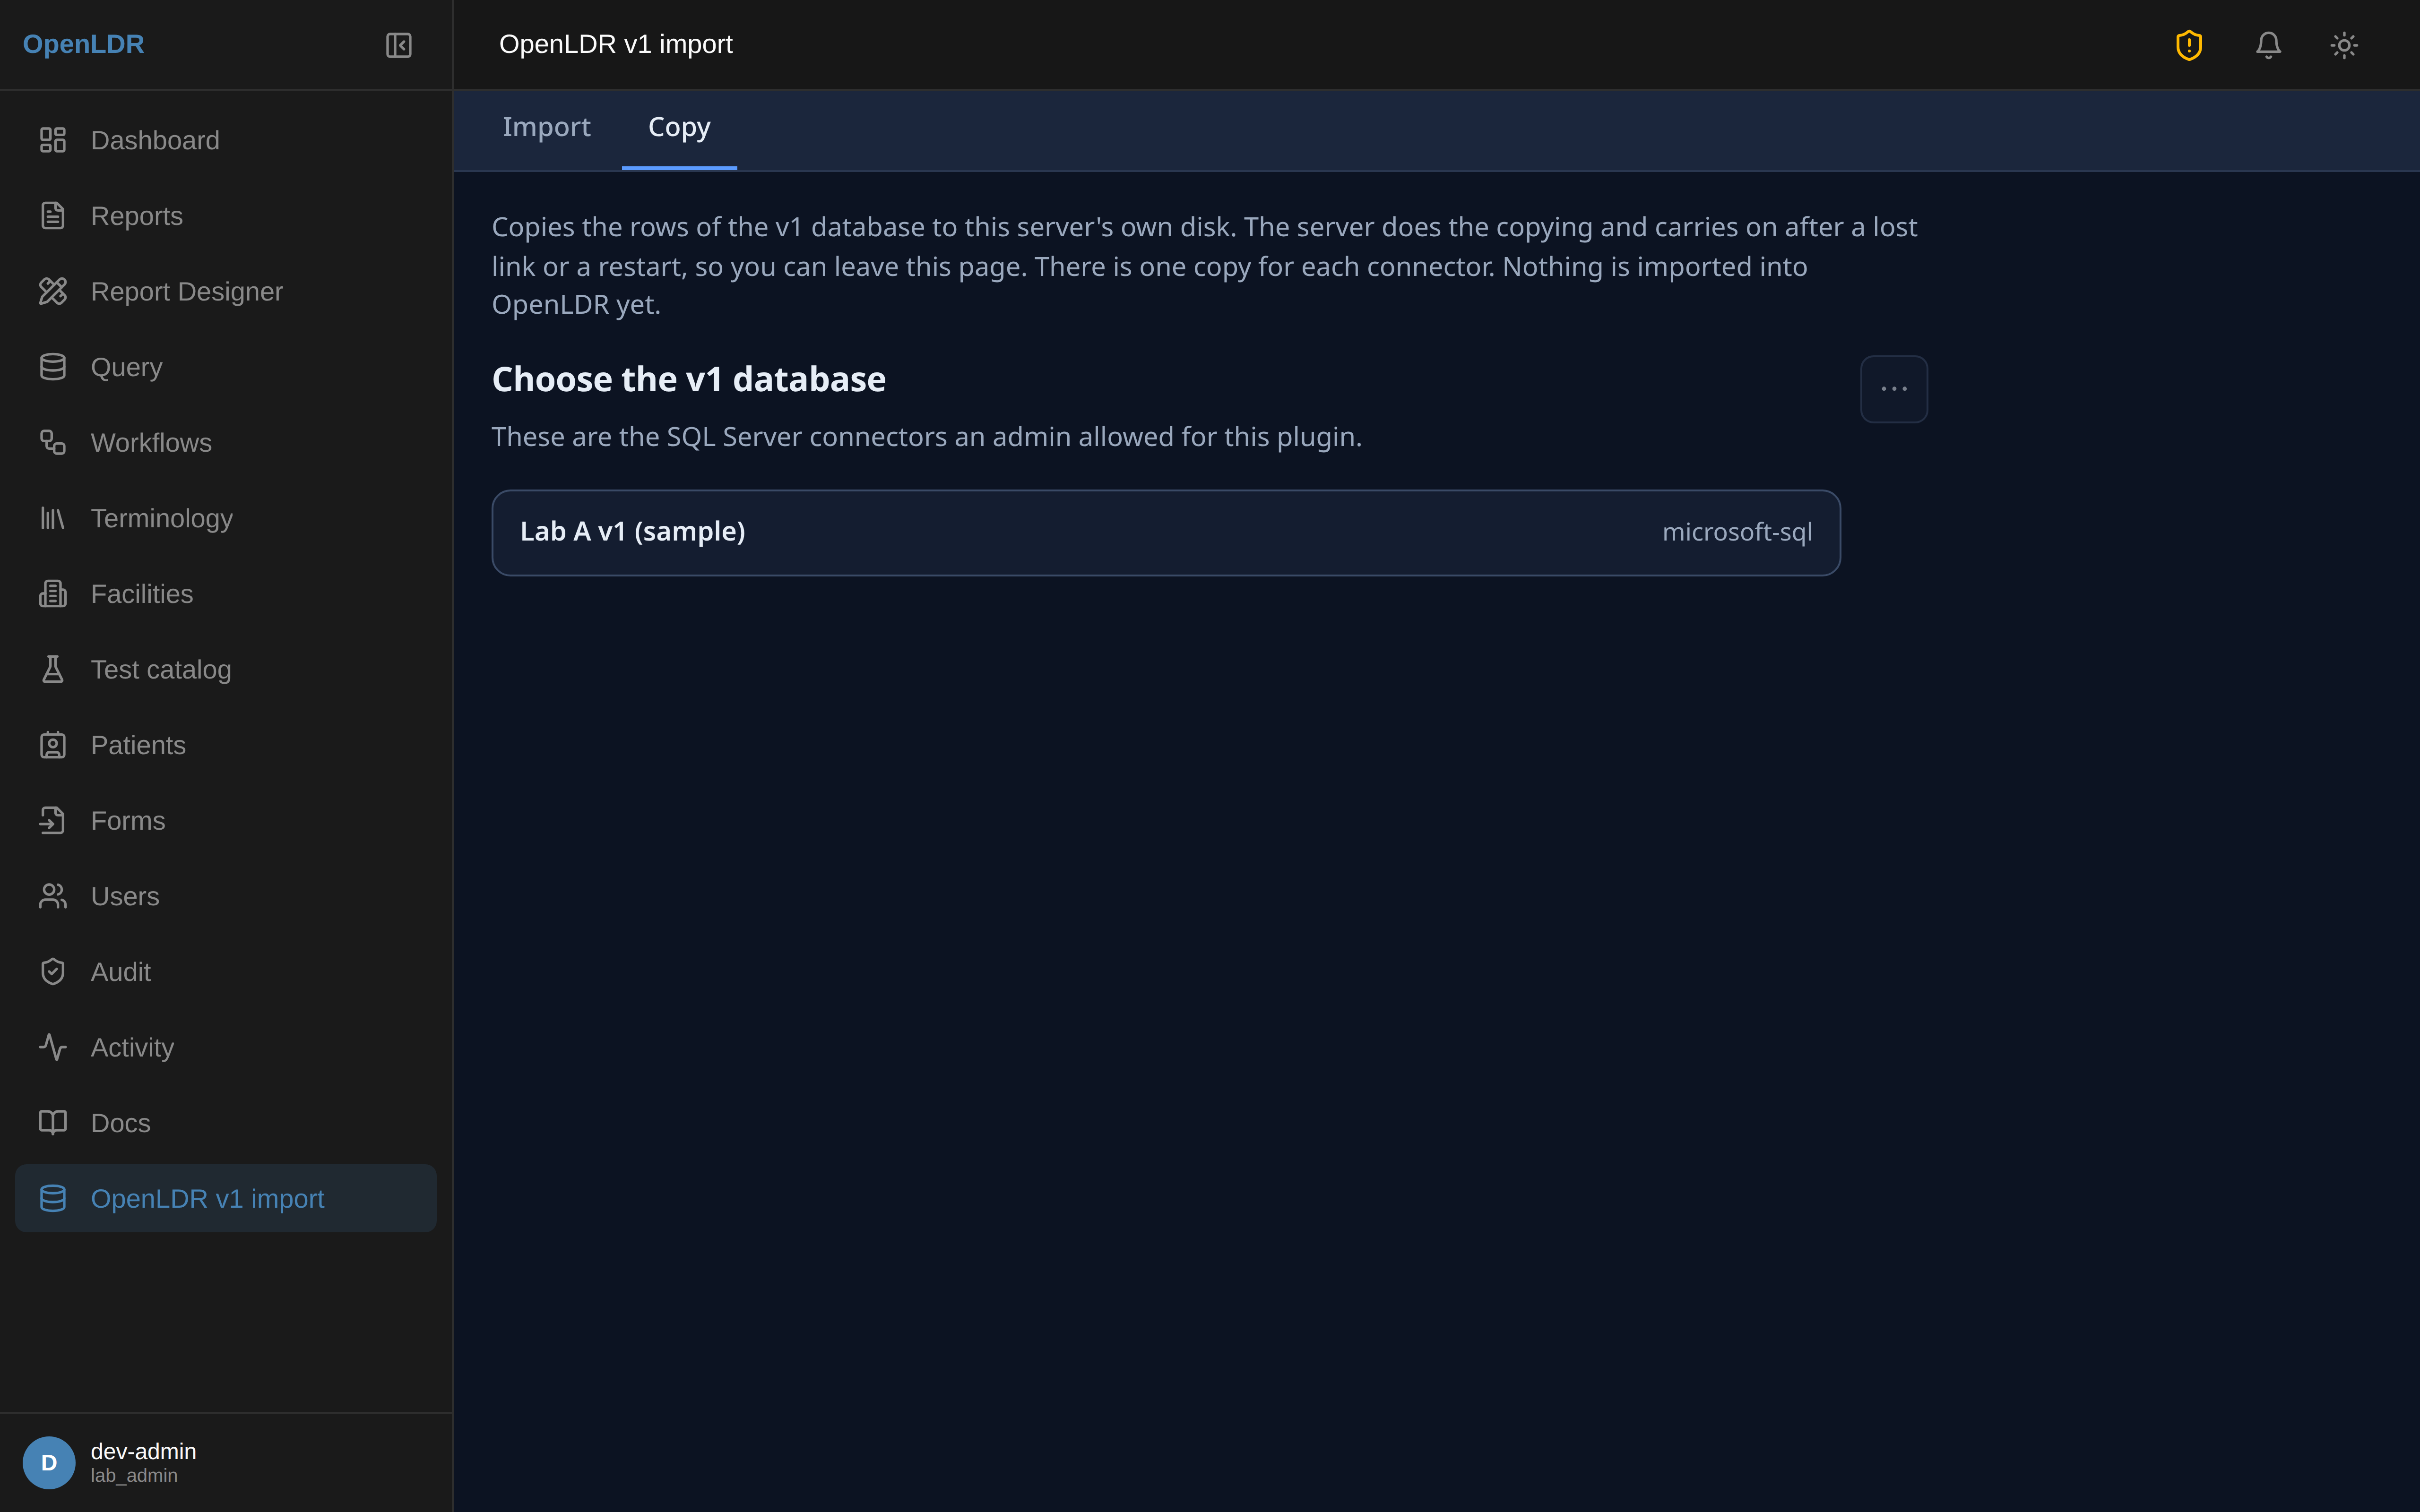 OpenLDR
OpenLDR v1 import
Dashboard
Reports
Report Designer
Query
Workflows
Terminology
Facilities
Test catalog
Patients
Forms
Users
Audit
Activity
Docs
OpenLDR v1 import
D
dev-admin
lab_admin
Import
Copy
Copies the rows of the v1 database to this server's own disk. The server does the copying and carries on after a lost
link or a restart, so you can leave this page. There is one copy for each connector. Nothing is imported into
OpenLDR yet.
Choose the v1 database
These are the SQL Server connectors an admin allowed for this plugin.
Lab A v1 (sample)
microsoft-sql